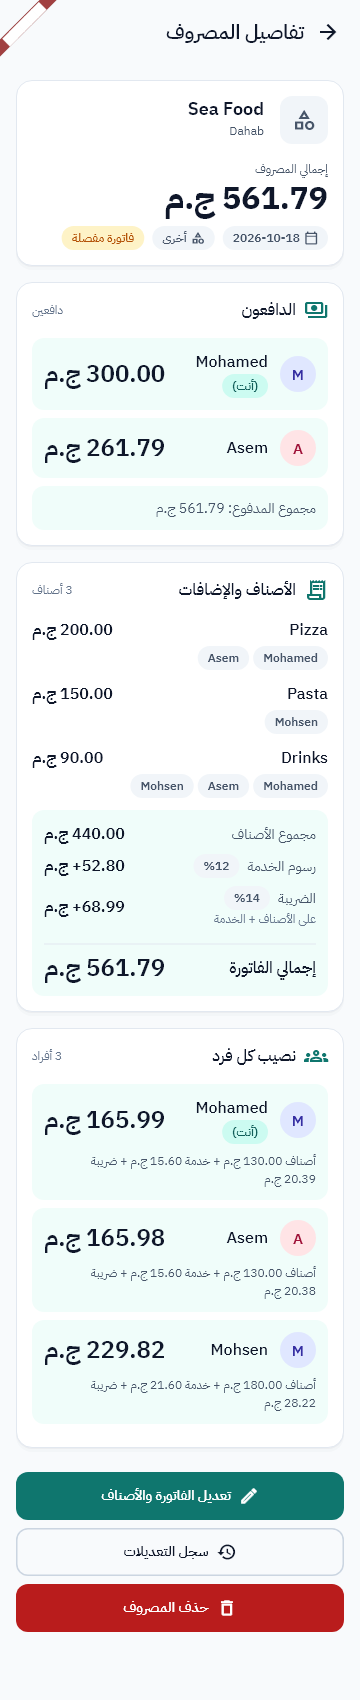 تفاصيل المصروف
Sea Food
Dahab
إجمالي المصروف
561.79 ج.م
2026-10-18
أخرى
فاتورة مفصلة
الدافعون
دافعين
M
Mohamed
(أنت)
300.00 ج.م
A
Asem
261.79 ج.م
مجموع المدفوع: 561.79 ج.م
الأصناف والإضافات
3 أصناف
Pizza
200.00 ج.م
Mohamed
Asem
Pasta
150.00 ج.م
Mohsen
Drinks
90.00 ج.م
Mohamed
Asem
Mohsen
مجموع الأصناف
440.00 ج.م
رسوم الخدمة
%12
+52.80 ج.م
الضريبة
%14
على الأصناف + الخدمة
+68.99 ج.م
إجمالي الفاتورة
561.79 ج.م
نصيب كل فرد
3 أفراد
M
Mohamed
(أنت)
165.99 ج.م
أصناف 130.00 ج.م + خدمة 15.60 ج.م + ضريبة
20.39 ج.م
A
Asem
165.98 ج.م
أصناف 130.00 ج.م + خدمة 15.60 ج.م + ضريبة
20.38 ج.م
M
Mohsen
229.82 ج.م
أصناف 180.00 ج.م + خدمة 21.60 ج.م + ضريبة
28.22 ج.م
تعديل الفاتورة والأصناف
سجل التعديلات
حذف المصروف